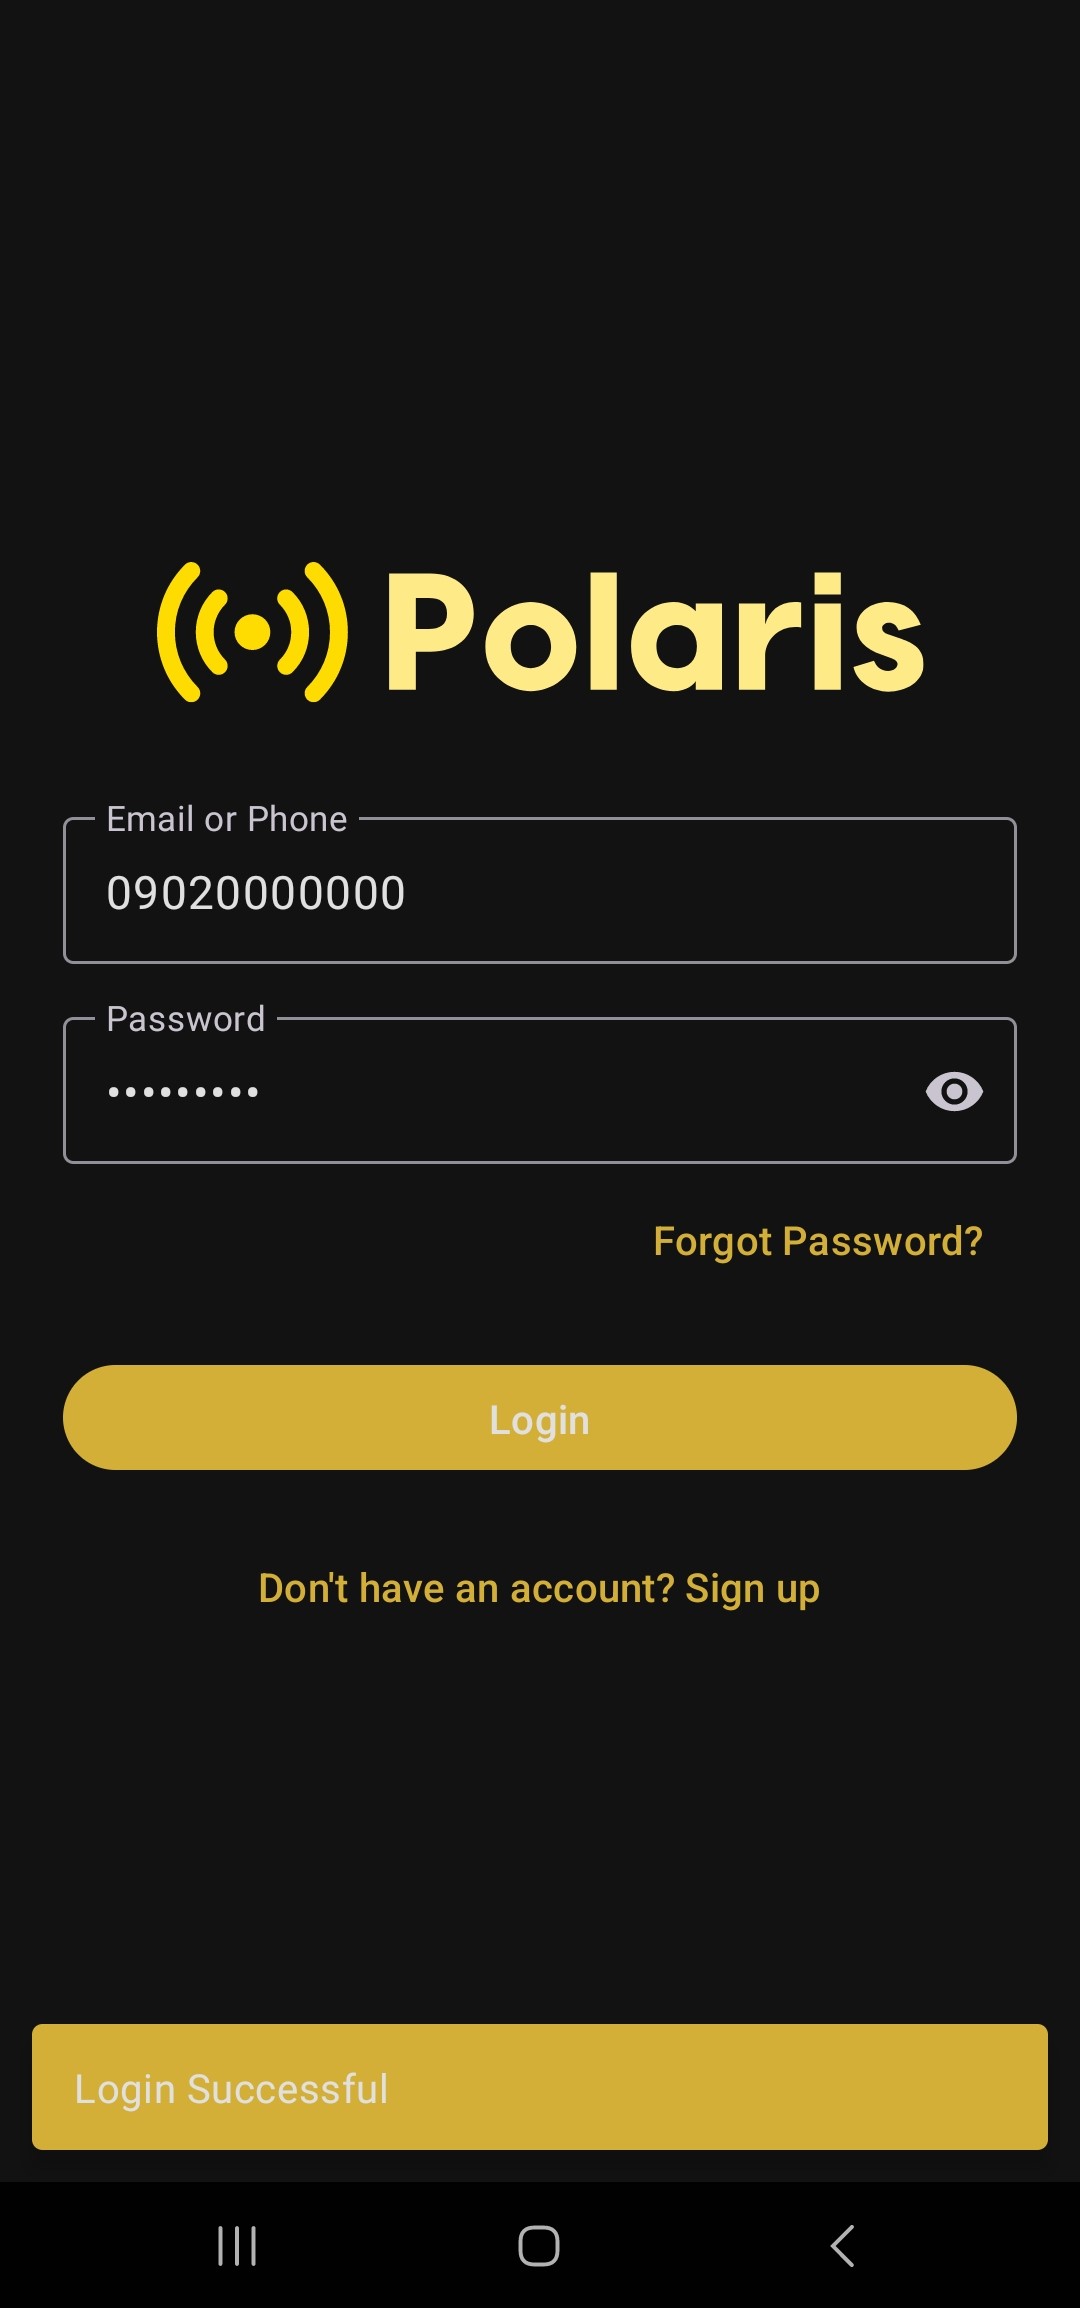 Polaris
Email or Phone
09020000000
Password
•••••••••
Forgot Password?
Login
Don't have an account? Sign up
Login Successful